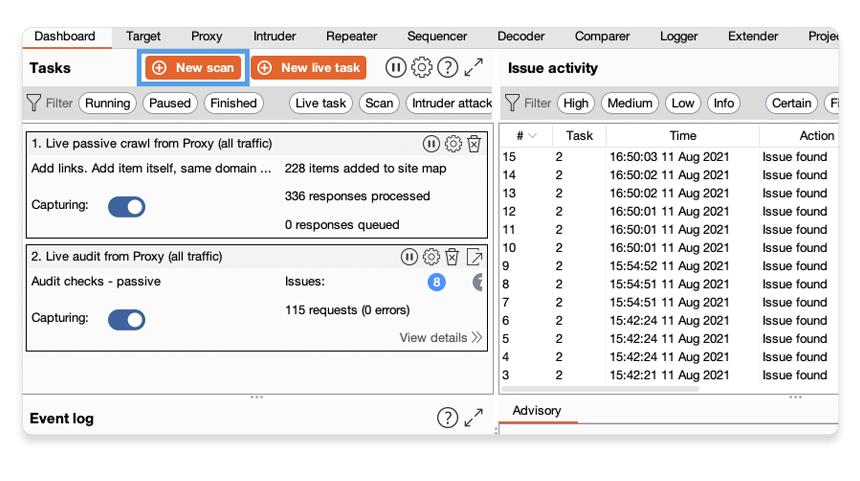 Dashboard Target Proxy Intruder Repeater Sequencer Decoder Comparer Logger Extender Projec
Tasks
New scan
New live task
?
Filter Running Paused Finished Live task Scan Intruder attack
1. Live passive crawl from Proxy (all traffic)
Add links. Add item itself, same domain ... 228 items added to site map
336 responses processed
Capturing:
0 responses queued
2. Live audit from Proxy (all traffic)
Audit checks - passive Issues: 8 7
115 requests (0 errors)
Capturing:
View details
Event log ?
Issue activity
Filter High Medium Low Info Certain Fi
# Task Time Action
15 2 16:50:03 11 Aug 2021 Issue found
14 2 16:50:02 11 Aug 2021 Issue found
13 2 16:50:02 11 Aug 2021 Issue found
12 2 16:50:01 11 Aug 2021 Issue found
11 2 16:50:01 11 Aug 2021 Issue found
10 2 16:50:01 11 Aug 2021 Issue found
9 2 15:54:52 11 Aug 2021 Issue found
8 2 15:54:51 11 Aug 2021 Issue found
7 2 15:54:51 11 Aug 2021 Issue found
6 2 15:42:24 11 Aug 2021 Issue found
5 2 15:42:24 11 Aug 2021 Issue found
4 2 15:42:24 11 Aug 2021 Issue found
3 2 15:42:21 11 Aug 2021 Issue found
Advisory